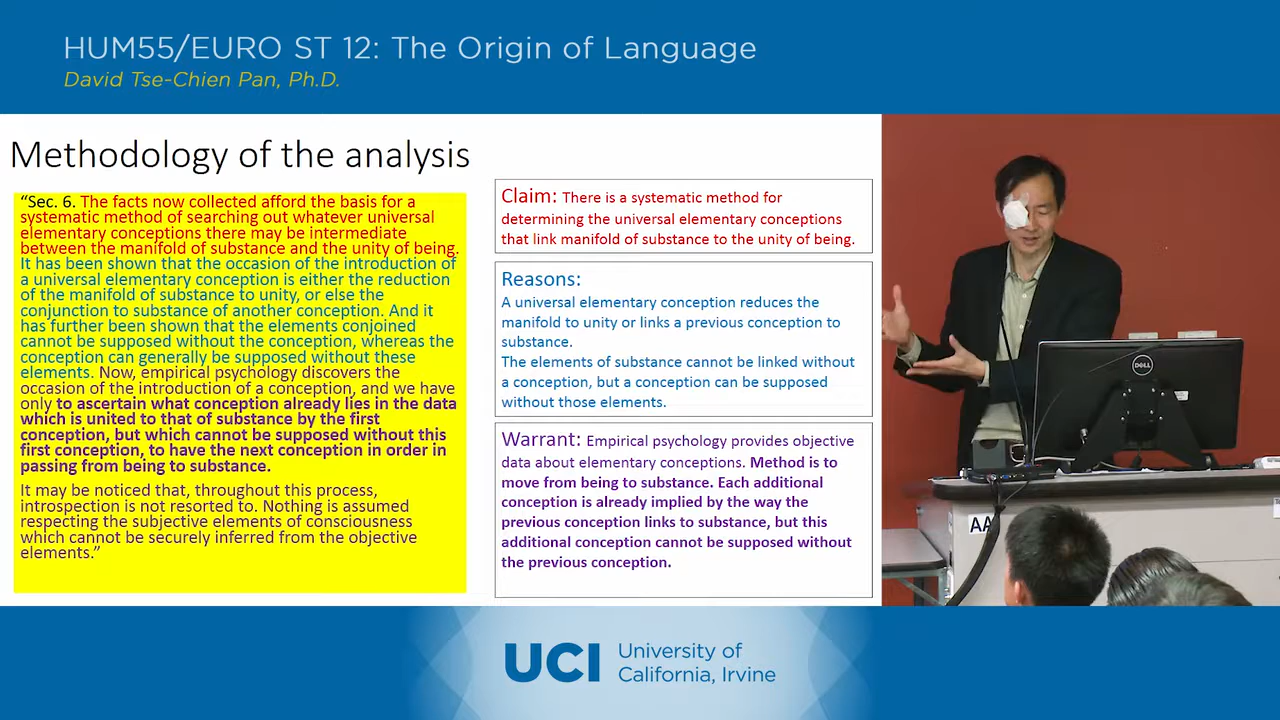 HUM55/EURO ST 12: The Origin of Language
David Tse-Chien Pan, Ph.D.
Methodology of the analysis
“Sec. 6. The facts now collected afford the basis for a
systematic method of searching out whatever universal
elementary conceptions there may be intermediate
between the manifold of substance and the unity of being.
It has been shown that the occasion of the introduction of
a universal elementary conception is either the reduction
of the manifold of substance to unity, or else the
conjunction to substance of another conception. And it
has further been shown that the elements conjoined
cannot be supposed without the conception, whereas the
conception can generally be supposed without these
elements. Now, empirical psychology discovers the
occasion of the introduction of a conception, and we have
only to ascertain what conception already lies in the data
which is united to that of substance by the first
conception, but which cannot be supposed without this
first conception, to have the next conception in order in
passing from being to substance.
It may be noticed that, throughout this process,
introspection is not resorted to. Nothing is assumed
respecting the subjective elements of consciousness
which cannot be securely inferred from the objective
elements.”
Claim: There is a systematic method for
determining the universal elementary conceptions
that link manifold of substance to the unity of being.
Reasons:
A universal elementary conception reduces the
manifold to unity or links a previous conception to
substance.
The elements of substance cannot be linked without
a conception, but a conception can be supposed
without those elements.
Warrant: Empirical psychology provides objective
data about elementary conceptions. Method is to
move from being to substance. Each additional
conception is already implied by the way the
previous conception links to substance, but this
additional conception cannot be supposed without
the previous conception.
DELL
AA
UCI
University of
California, Irvine